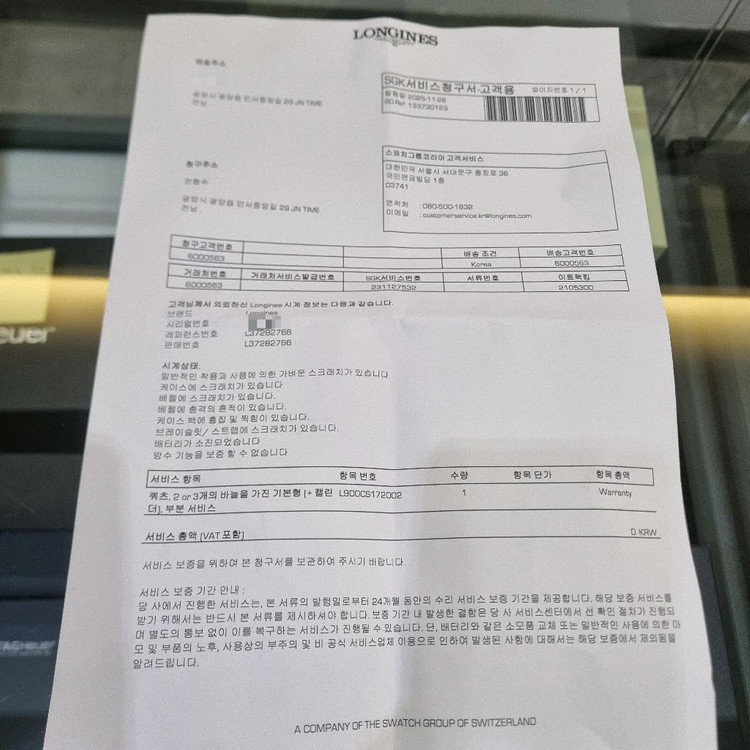 LONGINES
배송주소
광양시 광양읍 인서중앙길 29 JN TIME
전남
SGK서비스청구서-고객용 페이지번호 1 / 1
발행일 2023-11-28
SO.Ref 133730123
청구주소
광양시 광양읍 인서중앙길 29 JN TIME
전남
스와치그룹코리아 고객서비스
대한민국 서울시 서대문구 충정로 36
국민연금빌딩 1층
03741
연락처 : 080-500-1832
이메일 : customerservice.kr@longines.com
청구고객번호 배송 조건 배송고객번호
6000563 Korea 6000563
거래처번호 거래처서비스발급번호 SGK서비스번호 서류번호 이트랙킹
6000563 231127532 2105300
고객님께서 의뢰하신 Longines 시계 정보는 다음과 같습니다.
브랜드 Longines
시리얼번호
레퍼런스번호 L37282766
판매번호 L37282766
시계상태:
일반적인 착용과 사용에 의한 가벼운 스크래치가 있습니다
케이스에 스크래치가 있습니다
베젤에 스크래치가 있습니다.
베젤에 충격의 흔적이 있습니다.
케이스 백에 흠집 및 찍힘이 있습니다.
브레이슬릿/ 스트랩에 스크래치가 있습니다.
배터리가 소진되었습니다
방수 기능을 보증 할 수 없습니다
서비스 항목 항목 번호 수량 항목 단가 항목 총액
쿼츠, 2 or 3개의 바늘을 가진 기본형 (+ 캘린 L900CS172002 1 Warranty
더), 부분 서비스
서비스 총액 (VAT 포함) 0 KRW
서비스 보증을 위하여 본 청구서를 보관하여 주시기 바랍니다.
서비스 보증 기간 안내 :
당 사에서 진행한 서비스는, 본 서류의 발행일로부터 24개월 동안의 수리 서비스 보증 기간을 제공합니다. 해당 보증 서비스를
받기 위해서는 반드시 본 서류를 제시하셔야 합니다. 보증 기간 내 발생한 결함은 당 사 서비스센터에서 선 확인 절차가 진행되
며 별도의 통보 없이 이를 복구하는 서비스가 진행될 수 있습니다. 단, 배터리와 같은 소모품 교체 또는 일반적인 사용에 의한 마
모 및 부품의 노후, 사용상의 부주의 및 비 공식 서비스업체 이용으로 인하여 발생된 사항에 대해서는 해당 보증에서 제외됨을
알려드립니다.
A COMPANY OF THE SWATCH GROUP OF SWITZERLAND
euer
TAGHeuer